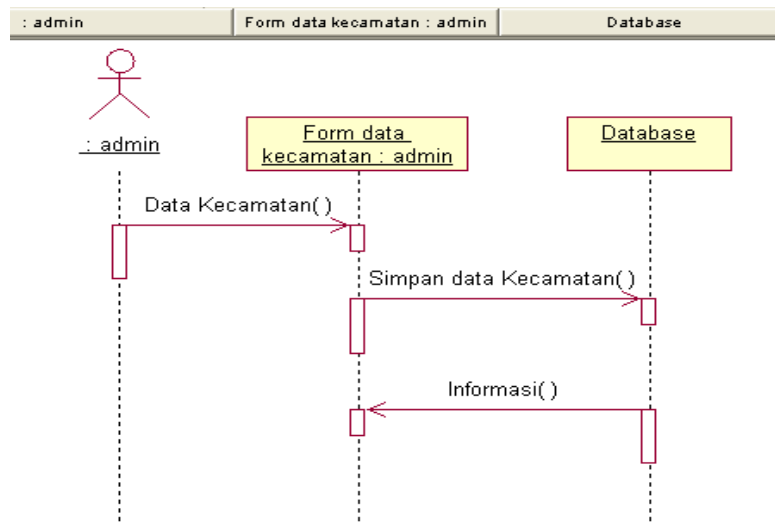 : admin
Form data kecamatan : admin
Database
: admin
Form data
kecamatan : admin
Database
Data Kecamatan( )
Simpan data Kecamatan( )
Informasi( )